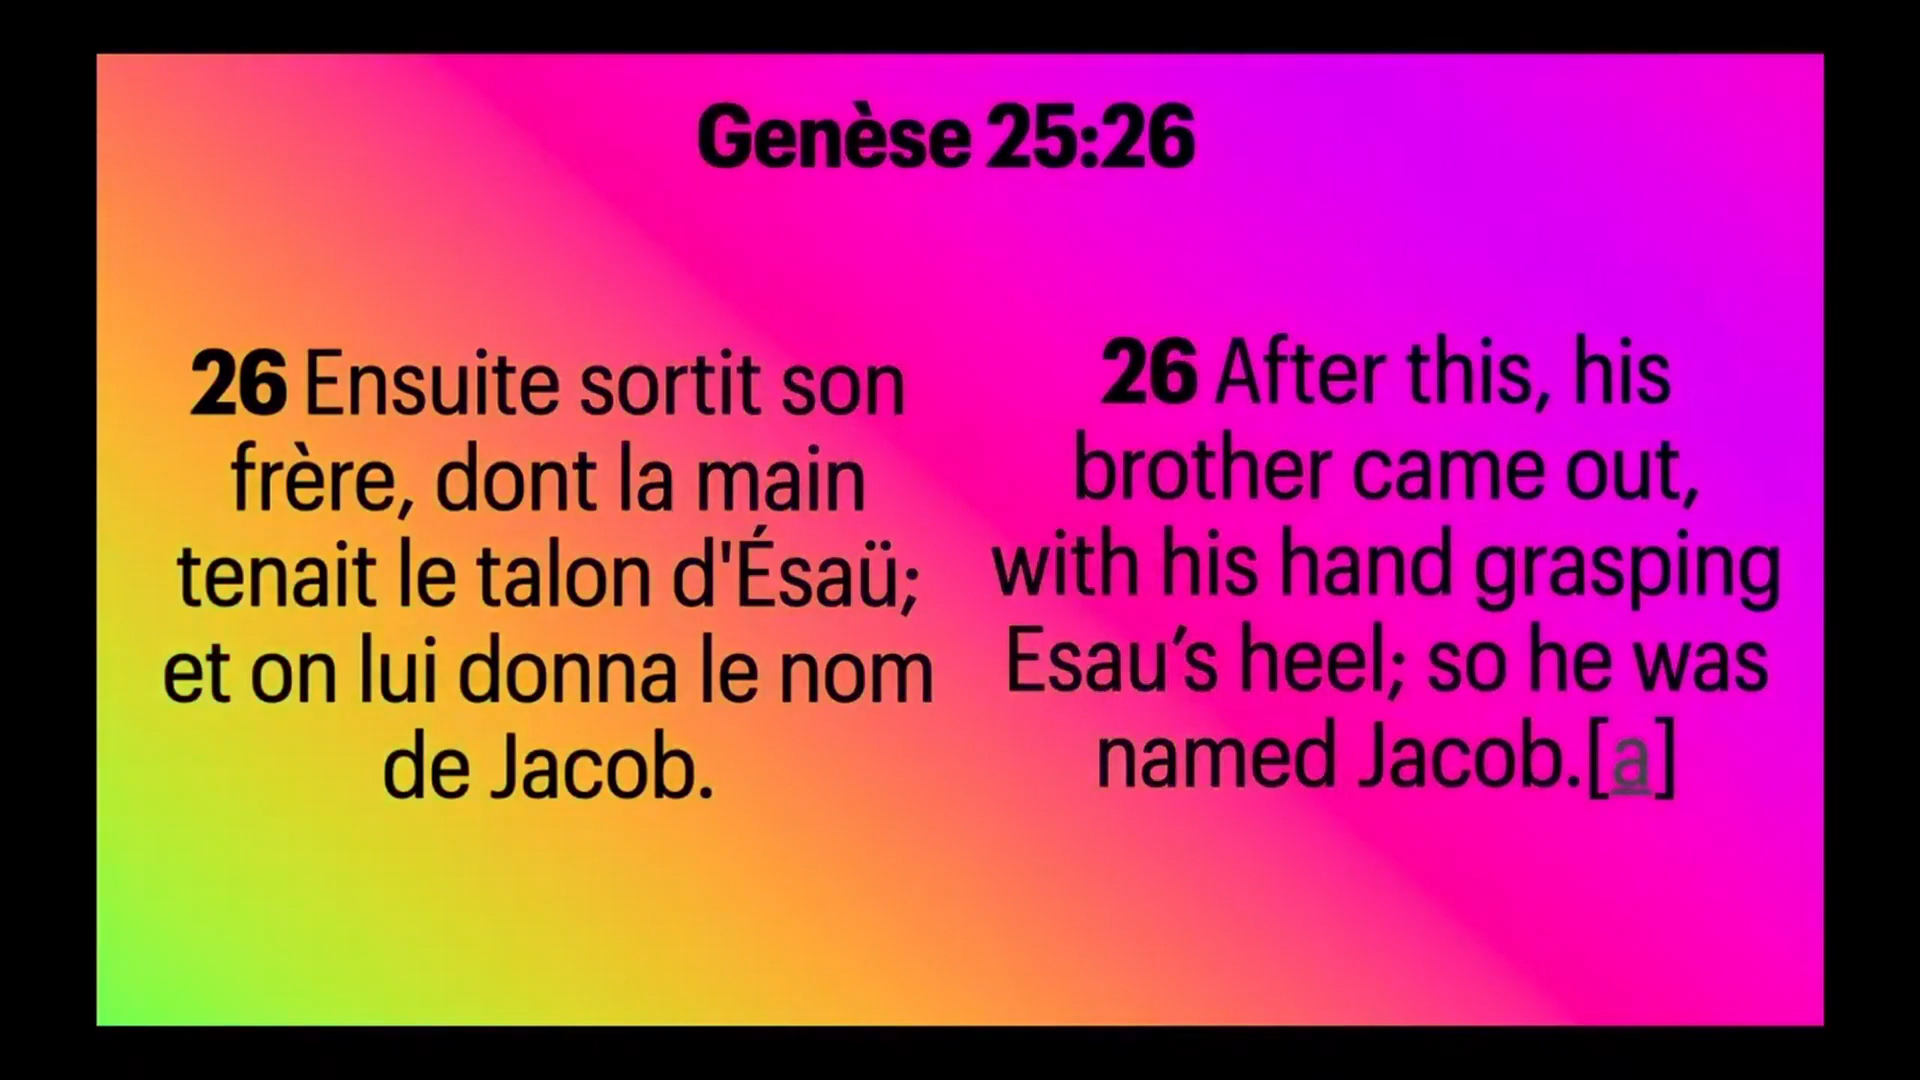 Genèse 25:26
26 Ensuite sortit son
frère, dont la main
tenait le talon d'Ésaü;
et on lui donna le nom
de Jacob.
26 After this, his
brother came out,
with his hand grasping
Esau’s heel; so he was
named Jacob.[a]